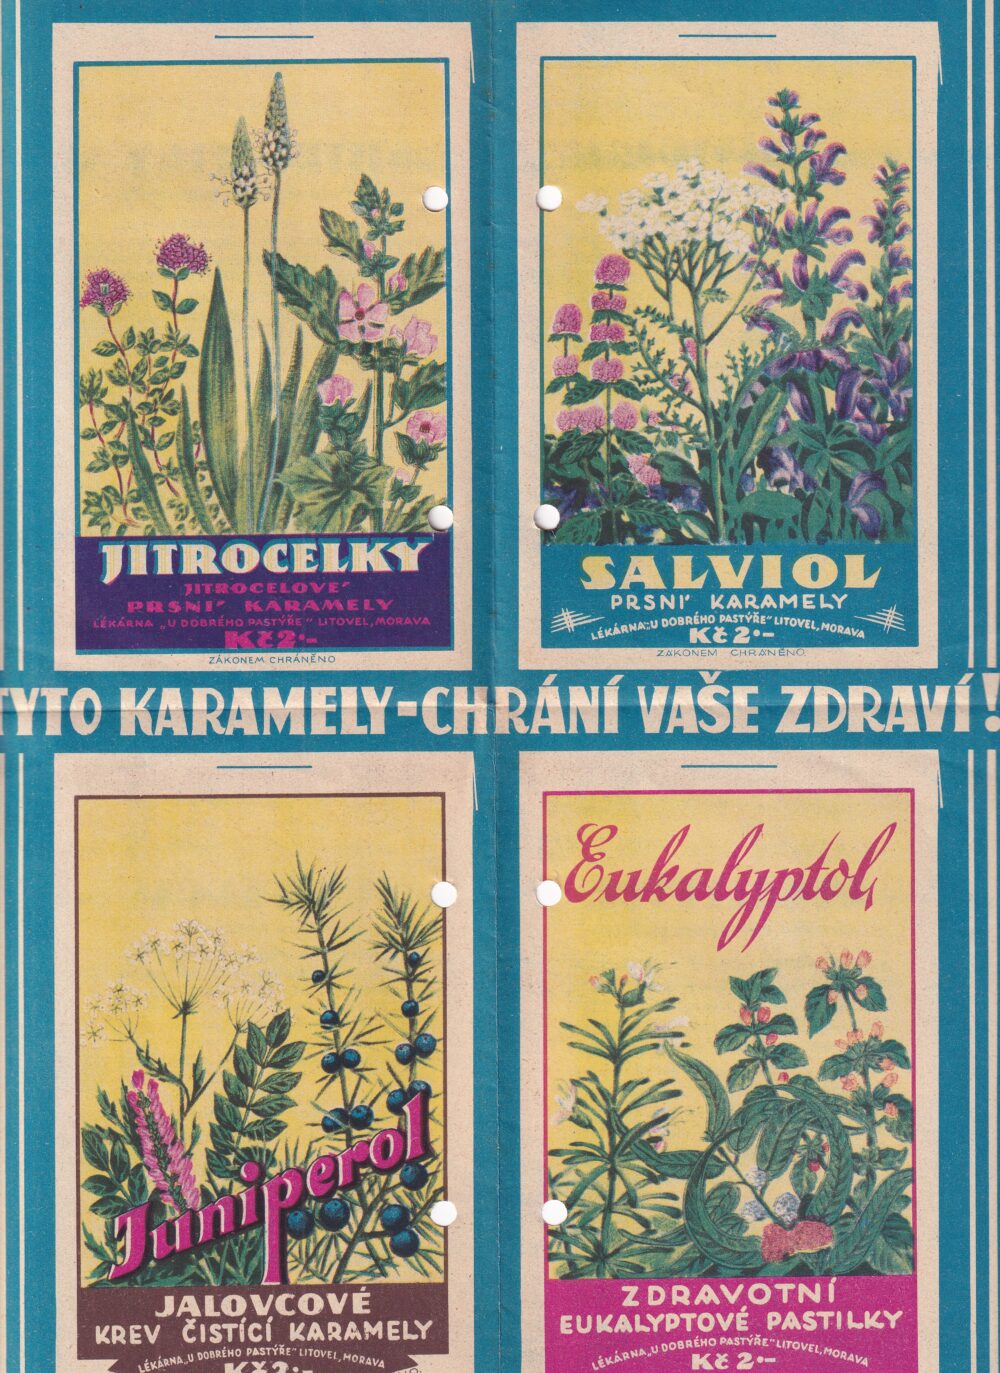 JITROCELKY
JITROCELOVÉ
PRSNÍ KARAMELY
LÉKÁRNA „U DOBRÉHO PASTÝŘE" LITOVEL, MORAVA
Kč 2·–
ZÁKONEM CHRÁNĚNO
SALVIOL
PRSNÍ KARAMELY
LÉKÁRNA „U DOBRÉHO PASTÝŘE" LITOVEL, MORAVA
Kč 2·–
ZÁKONEM CHRÁNĚNO.
TYTO KARAMELY-CHRÁNÍ VAŠE ZDRAVÍ!
Juniperol
JALOVCOVÉ
KREV ČISTÍCÍ KARAMELY
LÉKÁRNA „U DOBRÉHO PASTÝŘE" LITOVEL, MORAVA
Kč 2·–
Eukalyptol
ZDRAVOTNÍ
EUKALYPTOVÉ PASTILKY
LÉKÁRNA „U DOBRÉHO PASTÝŘE" LITOVEL, MORAVA
Kč 2·–